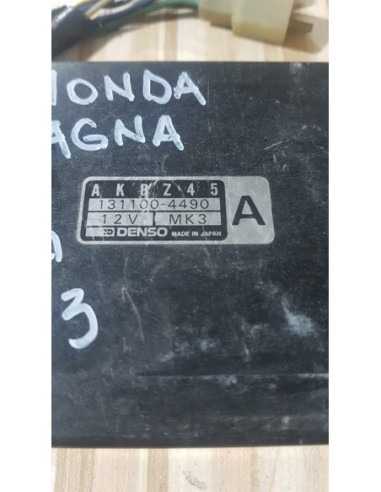 HONDA
AGNA
AKBZ45
131100-4490
12V MK3
DENSO MADE IN JAPAN
A
A
3